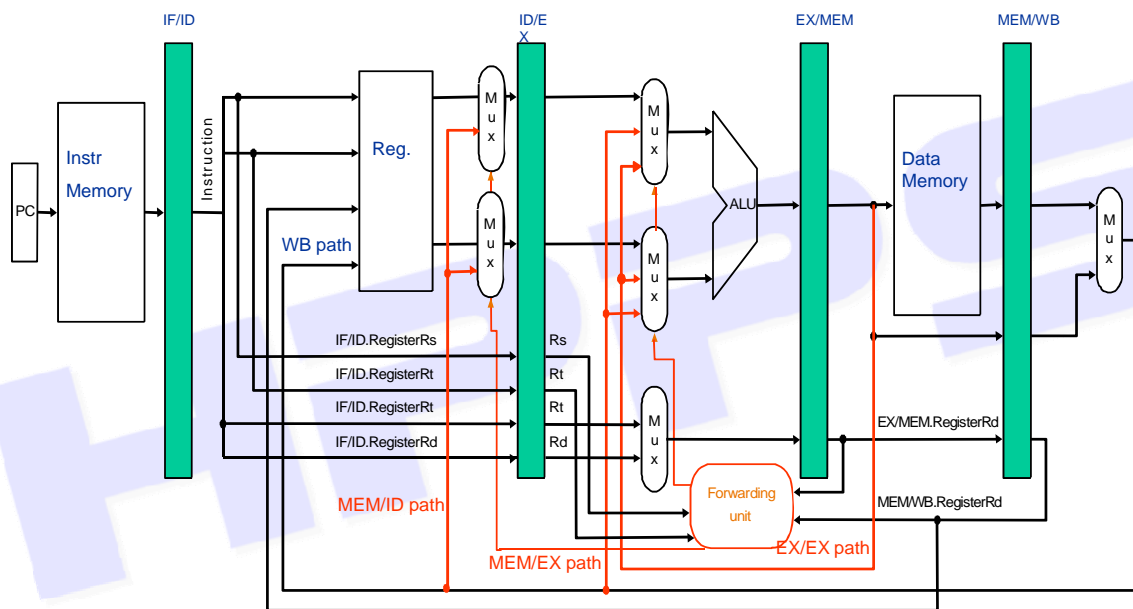 IF/ID
ID/E
X
EX/MEM
MEM/WB
PC
Instr
Memory
Instruction
Reg.
WB path
M
u
x
M
u
x
M
u
x
M
u
x
ALU
Data
Memory
M
u
x
IF/ID.RegisterRs
Rs
IF/ID.RegisterRt
Rt
IF/ID.RegisterRt
Rt
IF/ID.RegisterRd
Rd
M
u
x
EX/MEM.RegisterRd
MEM/WB.RegisterRd
Forwarding
unit
MEM/ID path
MEM/EX path
EX/EX path
HPPS